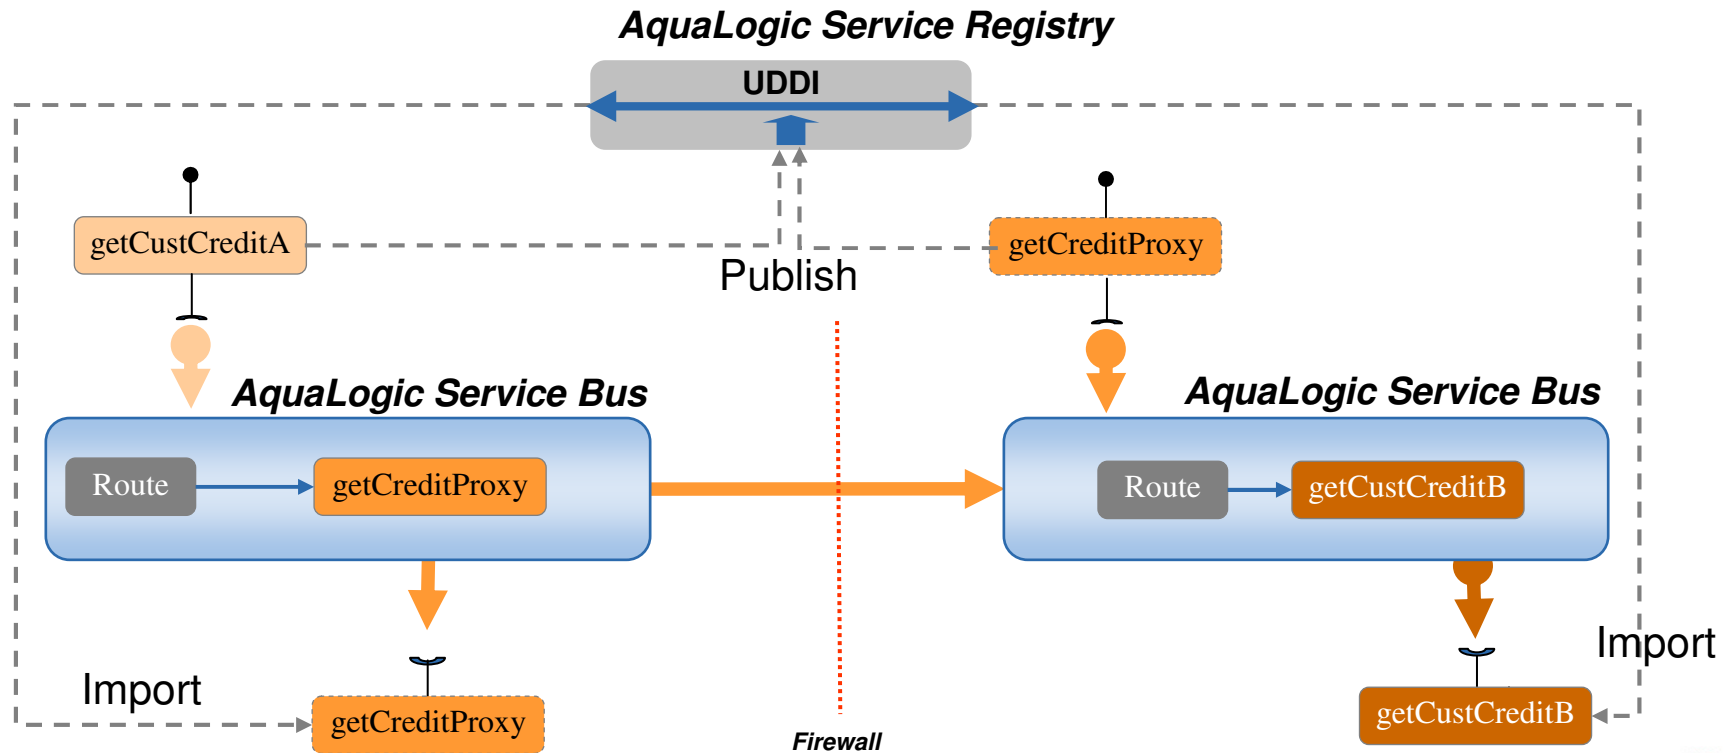 AquaLogic Service Registry
UDDI
getCustCreditA
getCreditProxy
Publish
AquaLogic Service Bus
AquaLogic Service Bus
Route
getCreditProxy
Route
getCustCreditB
Import
Import
getCreditProxy
getCustCreditB
Firewall